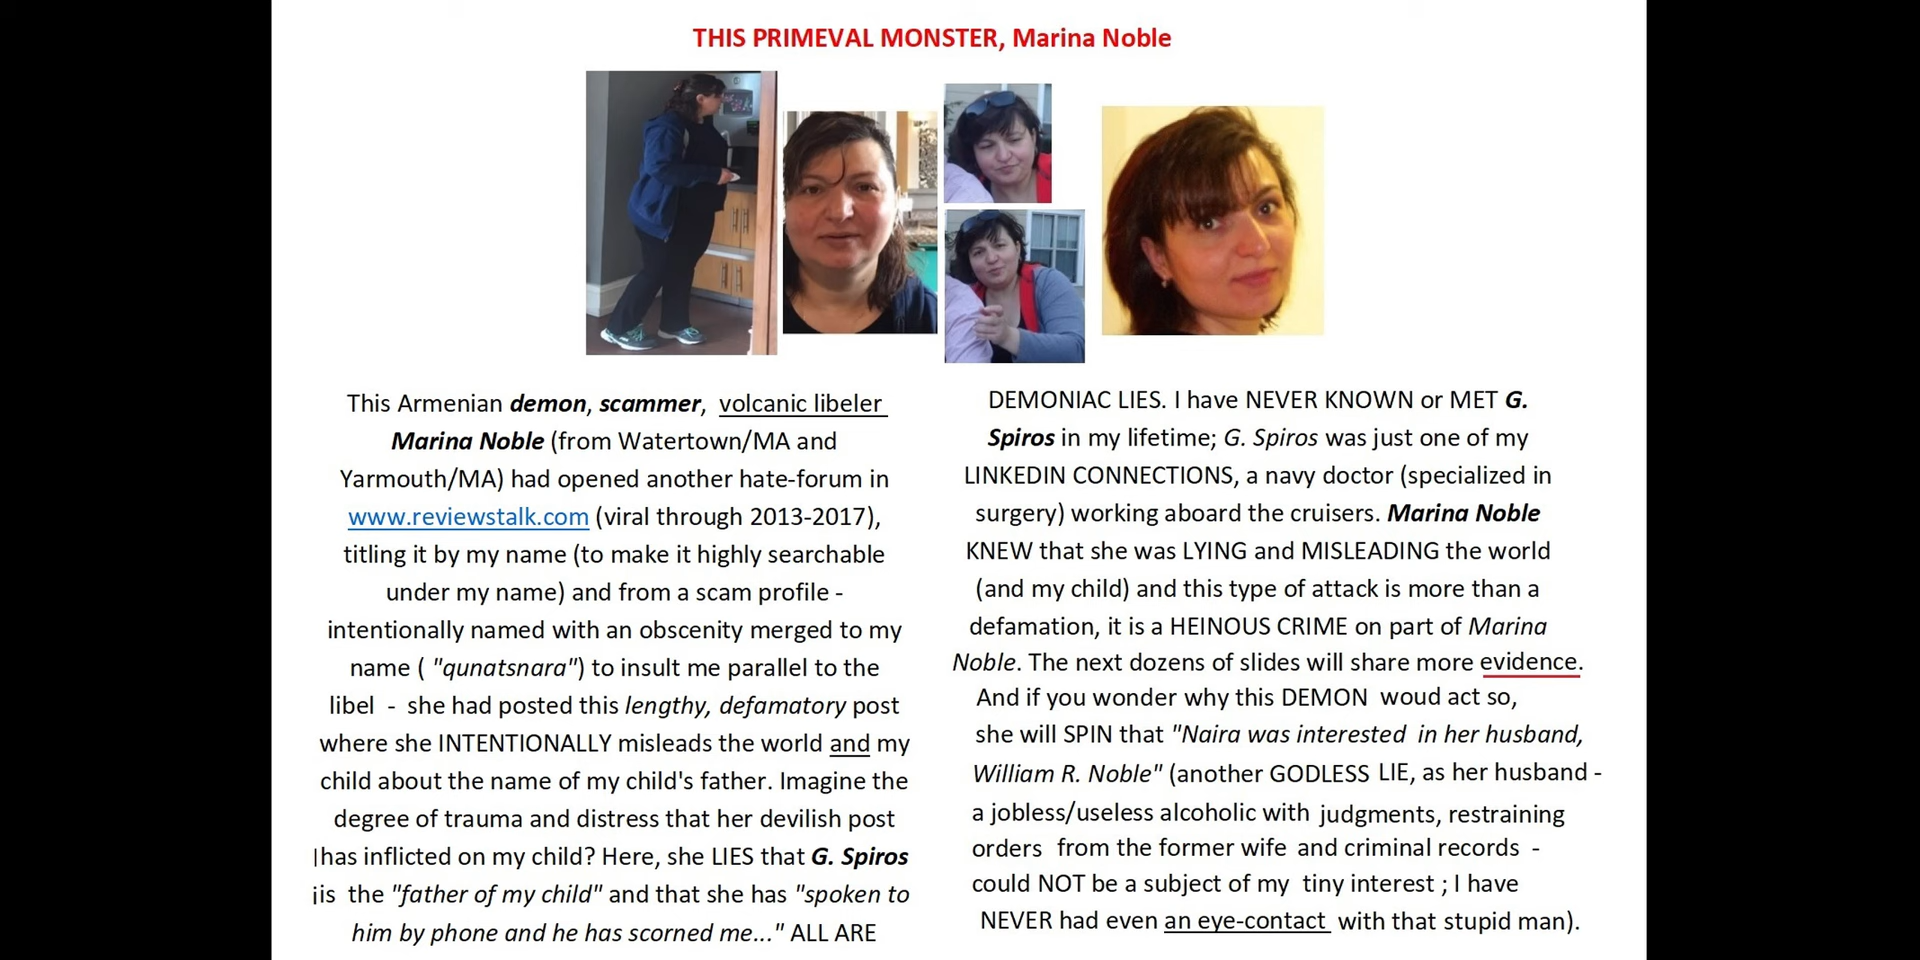 THIS PRIMEVAL MONSTER, Marina Noble
This Armenian demon, scammer, volcanic libeler
Marina Noble (from Watertown/MA and
Yarmouth/MA) had opened another hate-forum in
www.reviewstalk.com (viral through 2013-2017),
titling it by my name (to make it highly searchable
under my name) and from a scam profile -
intentionally named with an obscenity merged to my
name ( "qunatsnara") to insult me parallel to the
libel - she had posted this lengthy, defamatory post
where she INTENTIONALLY misleads the world and my
child about the name of my child's father. Imagine the
degree of trauma and distress that her devilish post
has inflicted on my child? Here, she LIES that G. Spiros
is the "father of my child" and that she has "spoken to
him by phone and he has scorned me..." ALL ARE
DEMONIAC LIES. I have NEVER KNOWN or MET G.
Spiros in my lifetime; G. Spiros was just one of my
LINKEDIN CONNECTIONS, a navy doctor (specialized in
surgery) working aboard the cruisers. Marina Noble
KNEW that she was LYING and MISLEADING the world
(and my child) and this type of attack is more than a
defamation, it is a HEINOUS CRIME on part of Marina
Noble. The next dozens of slides will share more evidence.
And if you wonder why this DEMON woud act so,
she will SPIN that "Naira was interested in her husband,
William R. Noble" (another GODLESS LIE, as her husband -
a jobless/useless alcoholic with judgments, restraining
orders from the former wife and criminal records -
could NOT be a subject of my tiny interest ; I have
NEVER had even an eye-contact with that stupid man).